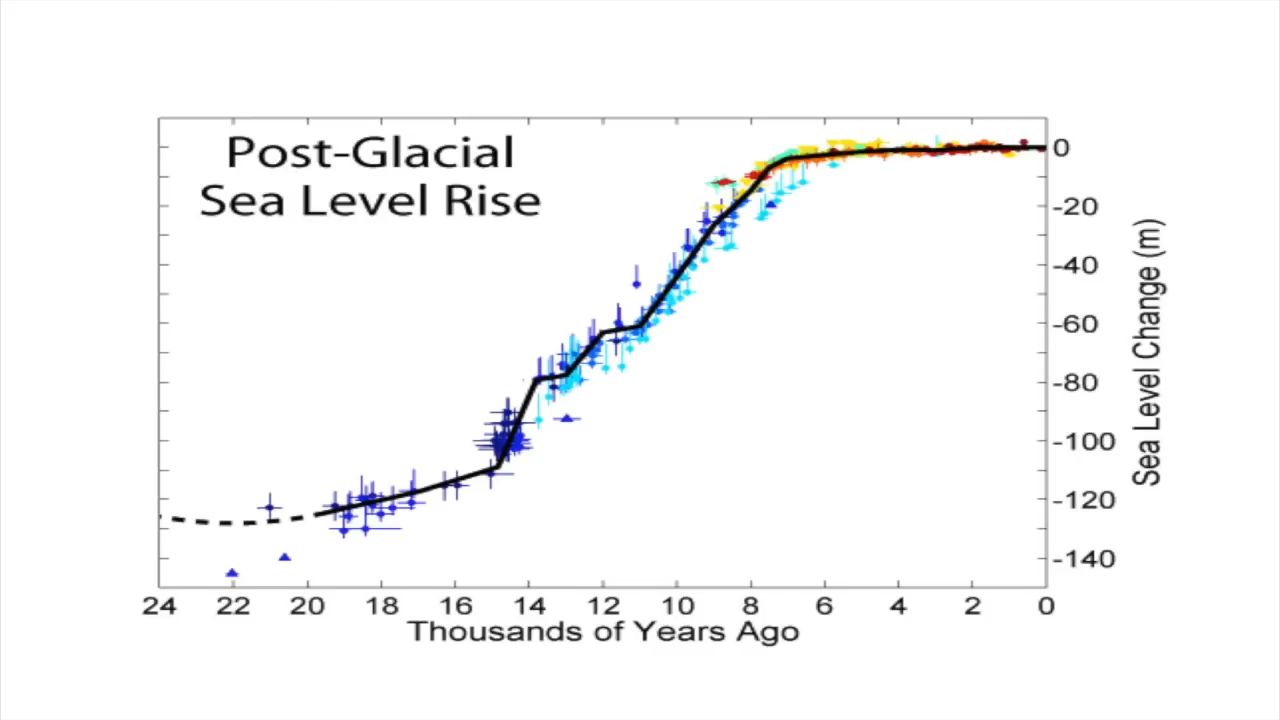 Post-Glacial
Sea Level Rise
0
-20
-40
-60
-80
-100
-120
-140
Sea Level Change (m)
24 22 20 18 16 14 12 10 8 6 4 2 0
Thousands of Years Ago